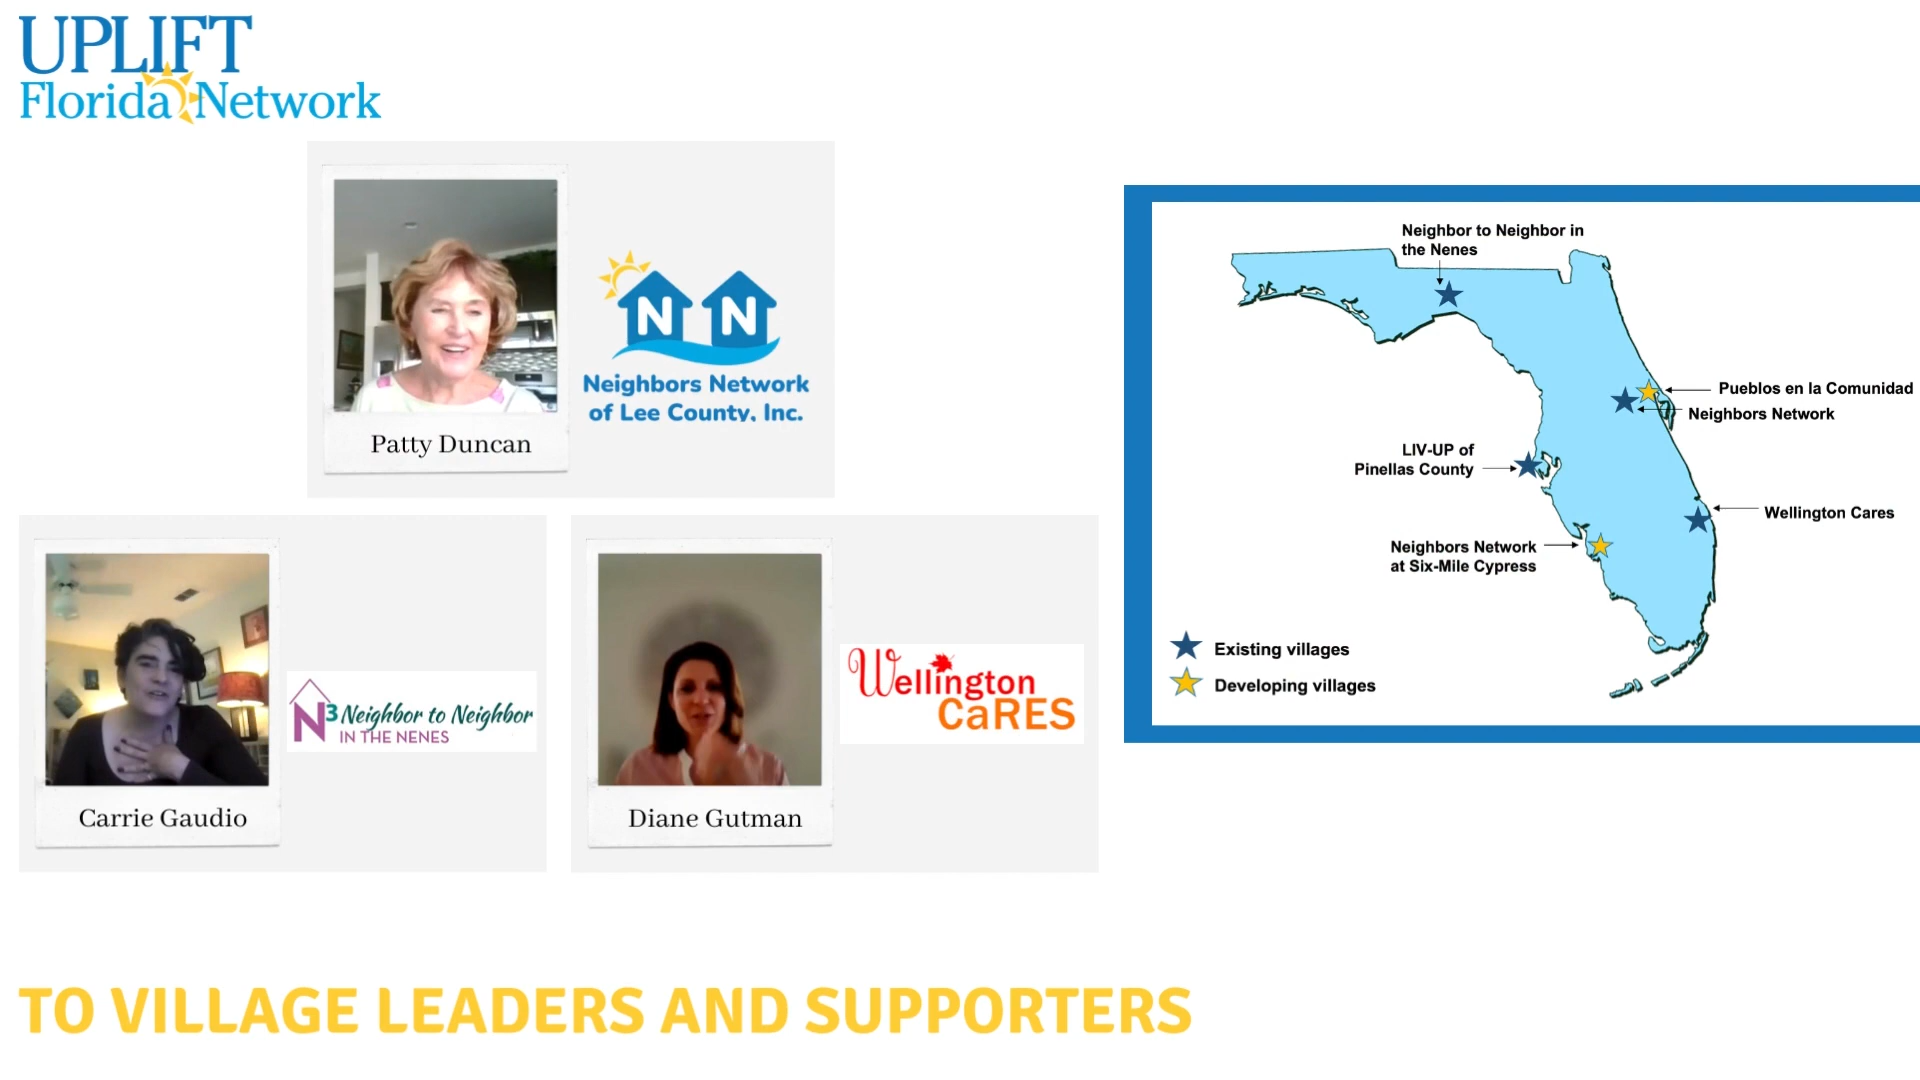 UPLIFT
Florida Network
N N
Neighbors Network
of Lee County, Inc.
Patty Duncan
N3 Neighbor to Neighbor
IN THE NENES
Carrie Gaudio
Wellington
CaRES
Diane Gutman
Neighbor to Neighbor in
the Nenes
Pueblos en la Comunidad
Neighbors Network
LIV-UP of
Pinellas County
Wellington Cares
Neighbors Network
at Six-Mile Cypress
Existing villages
Developing villages
TO VILLAGE LEADERS AND SUPPORTERS